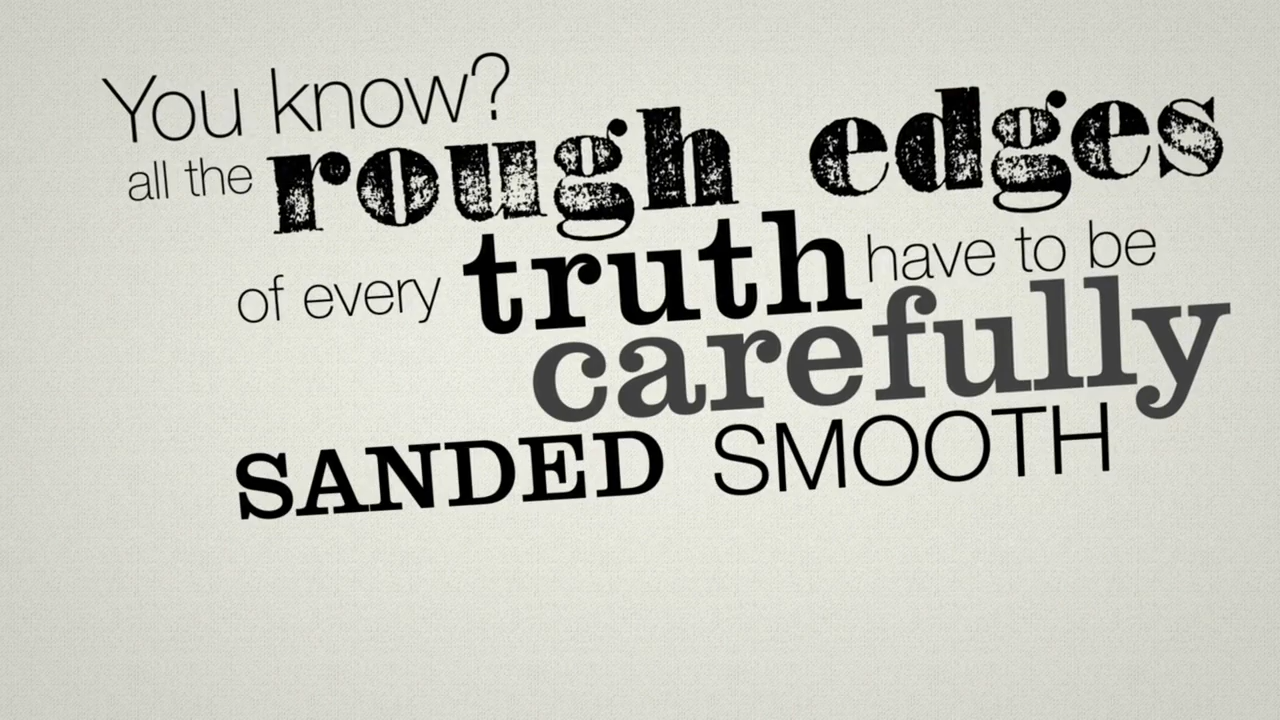 You know?
all the rough edges
of every truth have to be
carefully
SANDED SMOOTH